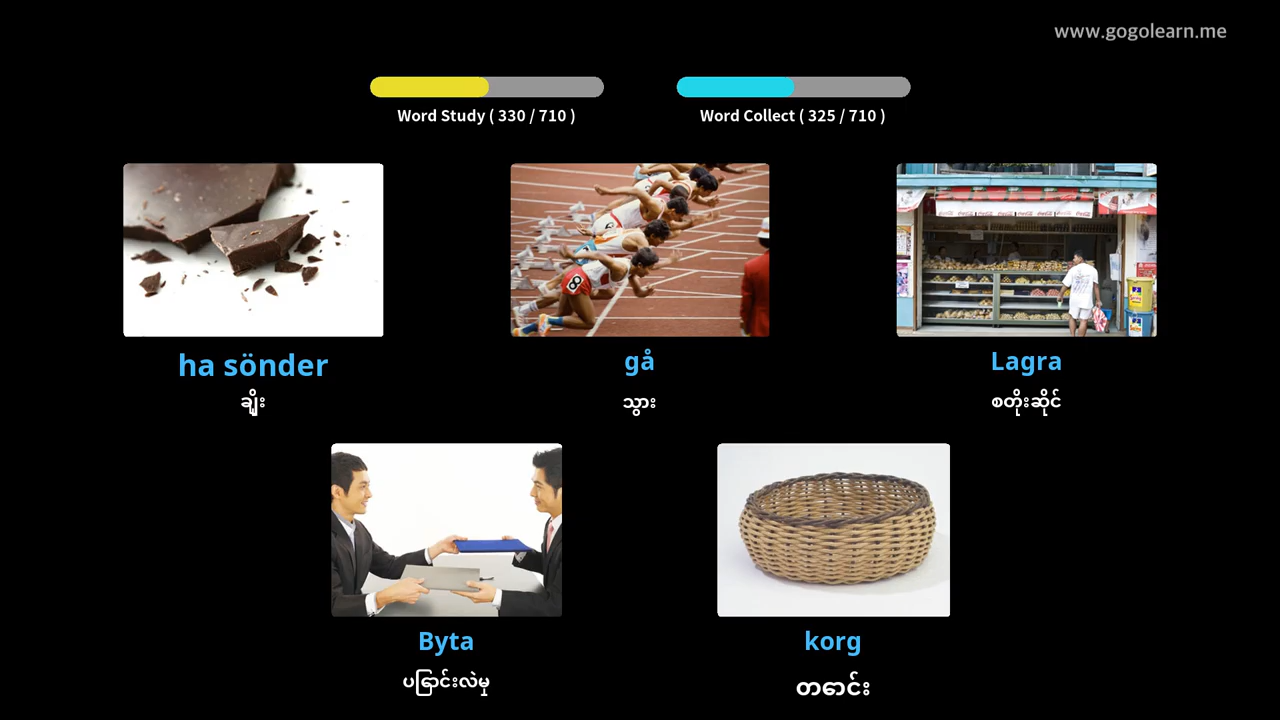 www.gogolearn.me
Word Study ( 330 / 710 )
Word Collect ( 325 / 710 )
ha sönder
gå
Lagra
ချိုး
သွား
စတိုးဆိုင်
Byta
korg
ပြောင်းလဲမှု
တောင်း